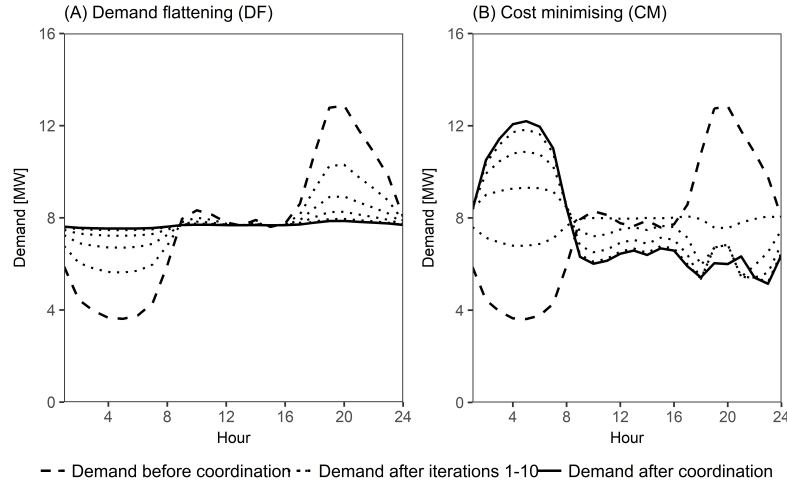 (A) Demand flattening (DF)
Demand [MW]
16
12
8
4
0
4 8 12 16 20 24
Hour
(B) Cost minimising (CM)
Demand [MW]
16
12
8
4
0
4 8 12 16 20 24
Hour
Demand before coordination Demand after iterations 1-10 Demand after coordination